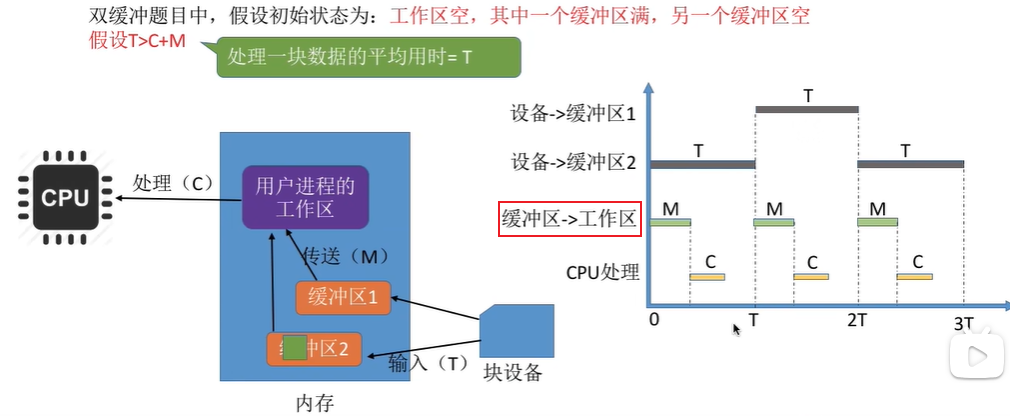 双缓冲题目中，假设初始状态为：工作区空，其中一个缓冲区满，另一个缓冲区空
假设T>C+M
处理一块数据的平均用时= T
CPU
处理（C）
用户进程的
工作区
传送（M）
缓冲区1
冲区2
输入（T）
块设备
内存
T
设备->缓冲区1
设备->缓冲区2
T
T
缓冲区->工作区
M
M
M
CPU处理
C
C
C
0
T
2T
3T